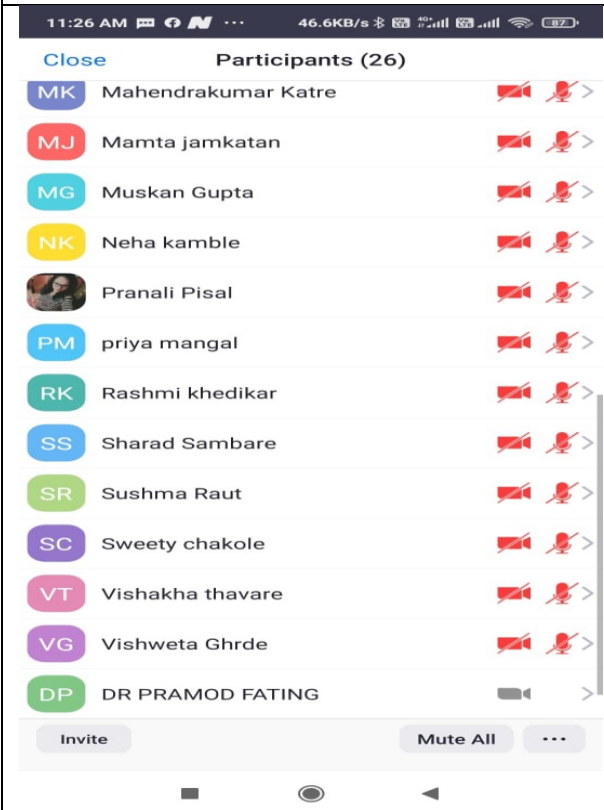 11:26 AM ··· 46.6KB/s 87
Close Participants (26)
MK Mahendrakumar Katre
MJ Mamta jamkatan
MG Muskan Gupta
NK Neha kamble
Pranali Pisal
PM priya mangal
RK Rashmi khedikar
SS Sharad Sambare
SR Sushma Raut
SC Sweety chakole
VT Vishakha thavare
VG Vishweta Ghrde
DP DR PRAMOD FATING
Invite Mute All ···